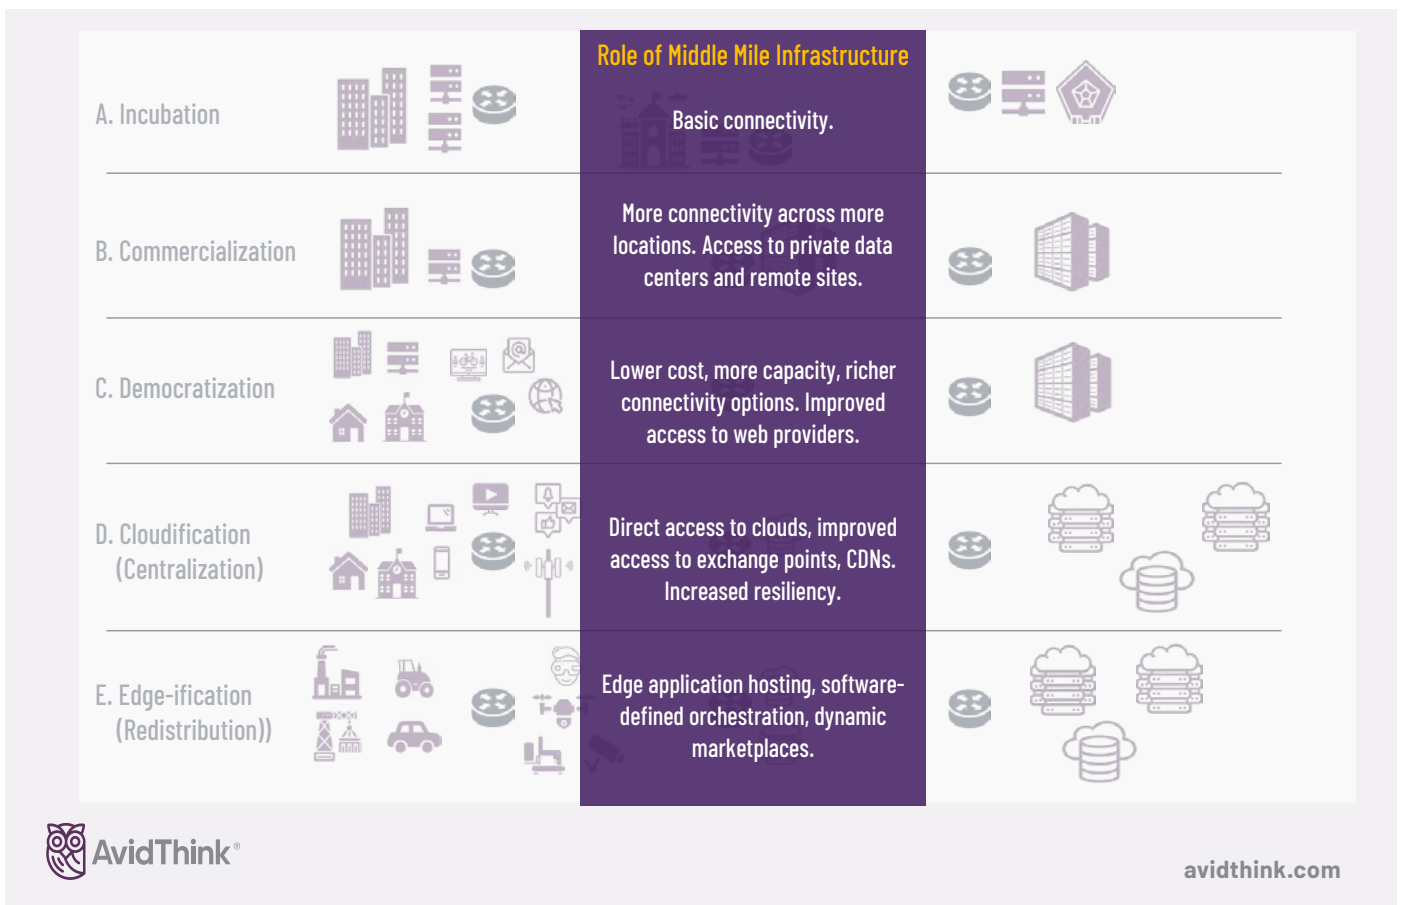 Role of Middle Mile Infrastructure
A. Incubation
Basic connectivity.
B. Commercialization
More connectivity across more
locations. Access to private data
centers and remote sites.
C. Democratization
Lower cost, more capacity, richer
connectivity options. Improved
access to web providers.
D. Cloudification
(Centralization)
Direct access to clouds, improved
access to exchange points, CDNs.
Increased resiliency.
E. Edge-ification
(Redistribution))
Edge application hosting, software-
defined orchestration, dynamic
marketplaces.
AvidThink®
avidthink.com